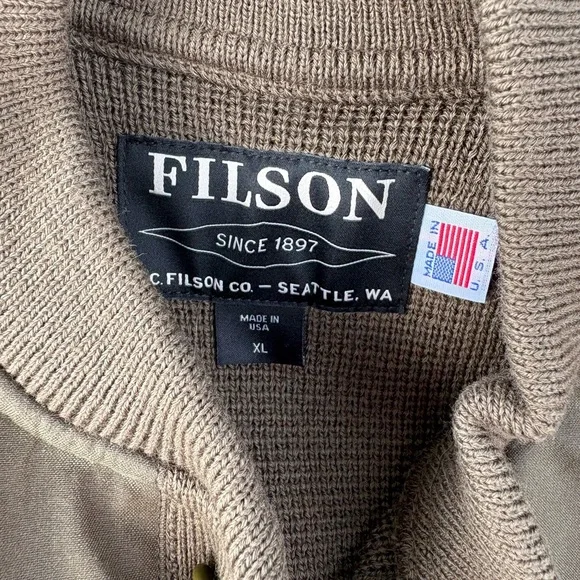 FILSON
SINCE 1897
C. FILSON CO. – SEATTLE, WA
MADE IN
USA
XL
MADE IN
U.S.A.